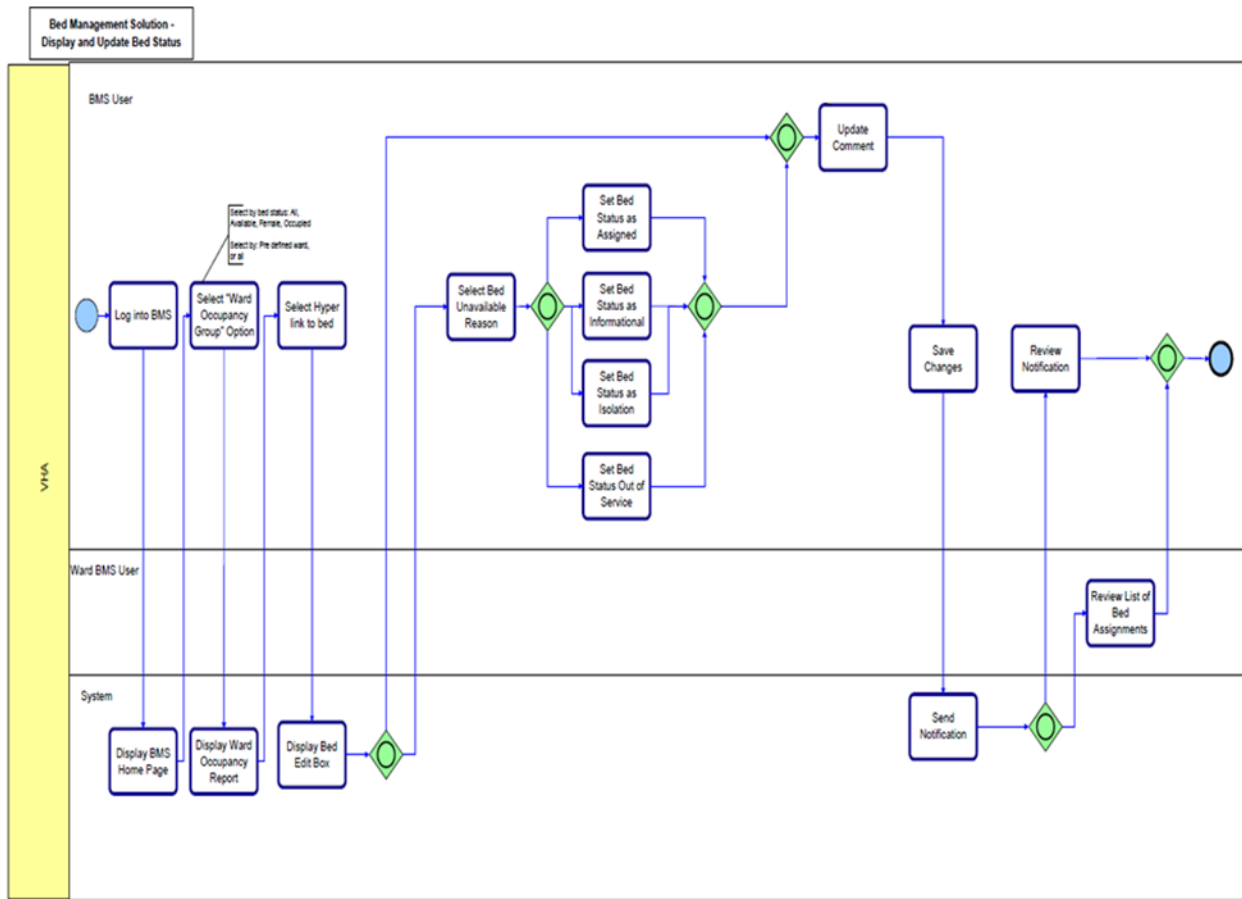 Bed Management Solution -
Display and Update Bed Status
VHA
BMS User
Update
Comment
Select by bed status: All,
Available, Female, Occupied
Select by: Pre defined ward,
or all
Set Bed
Status as
Assigned
Log into BMS
Select "Ward
Occupancy
Group" Option
Select Hyper
link to bed
Select Bed
Unavailable
Reason
Set Bed
Status as
Informational
Set Bed
Status as
Isolation
Set Bed
Status Out of
Service
Save
Changes
Review
Notification
Ward BMS User
Review List of
Bed
Assignments
System
Display BMS
Home Page
Display Ward
Occupancy
Report
Display Bed
Edit Box
Send
Notification